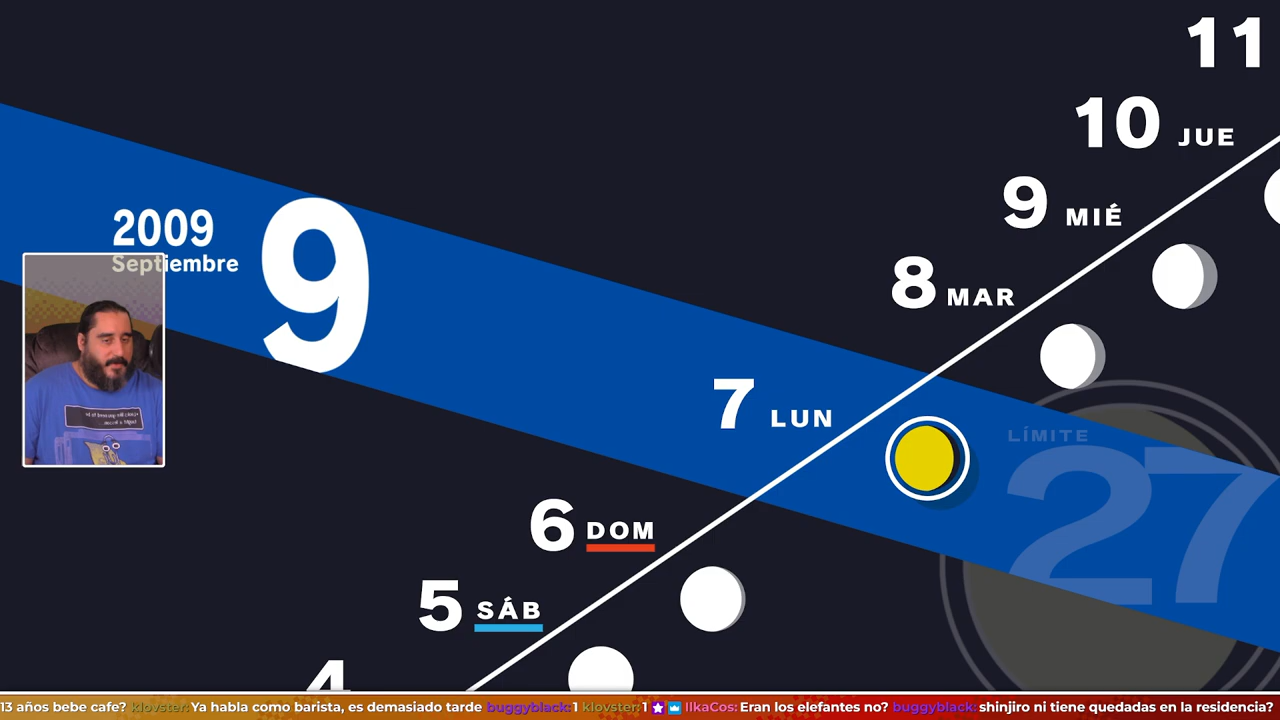 11
10 JUE
9 MIÉ
8 MAR
2009
Septiembre
9
7 LUN
LÍMITE
27
6 DOM
5 SÁB
4
13 años bebe cafe? klovster: Ya habla como barista, es demasiado tarde buggyblack: 1 klovster: 1 IlkaCos: Eran los elefantes no? buggyblack: shinjiro ni tiene quedadas en la residencia?